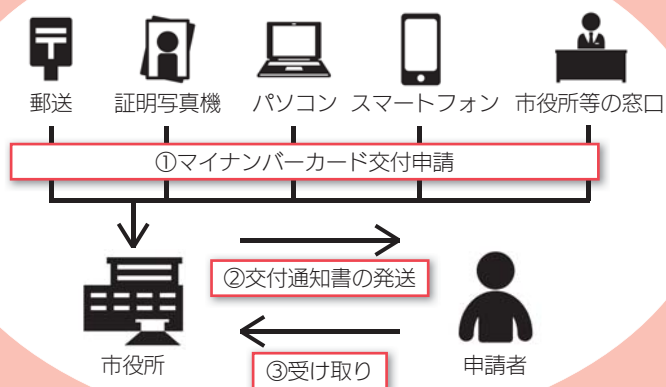 郵送
証明写真機
パソコン
スマートフォン
市役所等の窓口
①マイナンバーカード交付申請
②交付通知書の発送
市役所
③受け取り
申請者